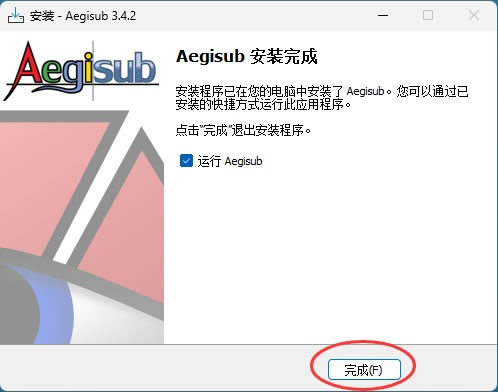 安装 - Aegisub 3.4.2
Aegisub
Aegisub 安装完成
安装程序已在您的电脑中安装了 Aegisub。您可以通过已
安装的快捷方式运行此应用程序。
点击“完成”退出安装程序。
运行 Aegisub
完成(F)